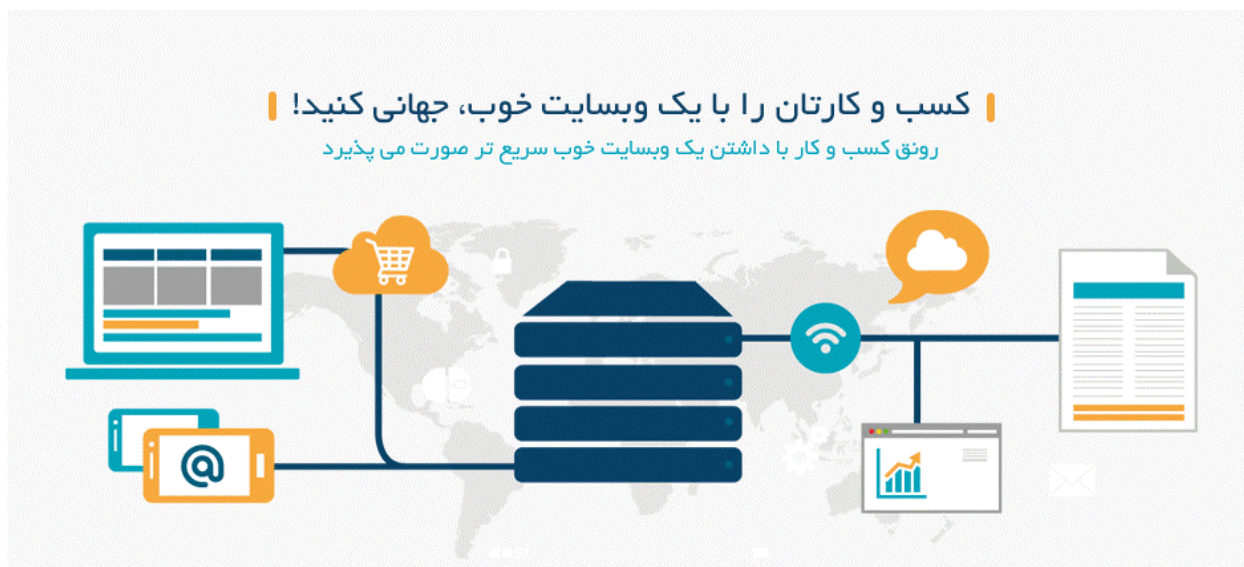 کسب و کارتان را با یک وبسایت خوب، جهانی کنید!
رونق کسب و کار با داشتن یک وبسایت خوب سریع تر صورت می پذیرد
@